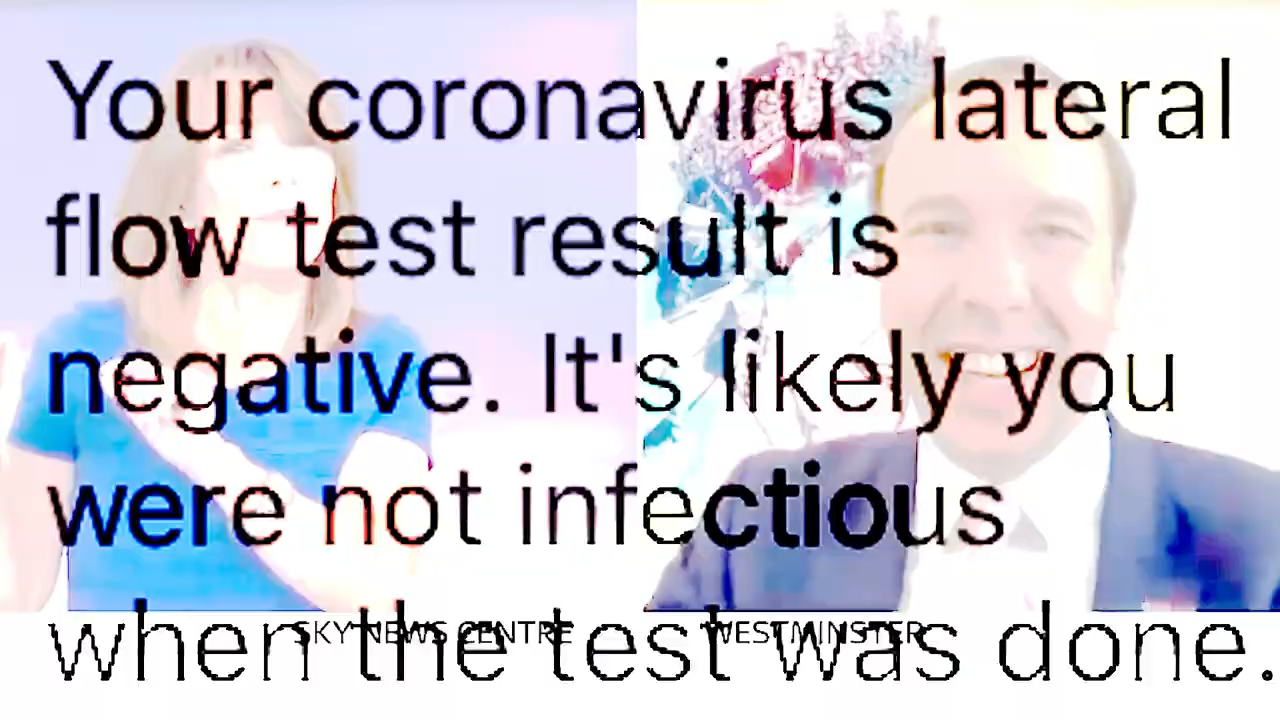 Your coronavirus lateral
flow test result is
negative. It's likely you
were not infectious
when the test was done.
SKY NEWS CENTRE
WESTMINSTER